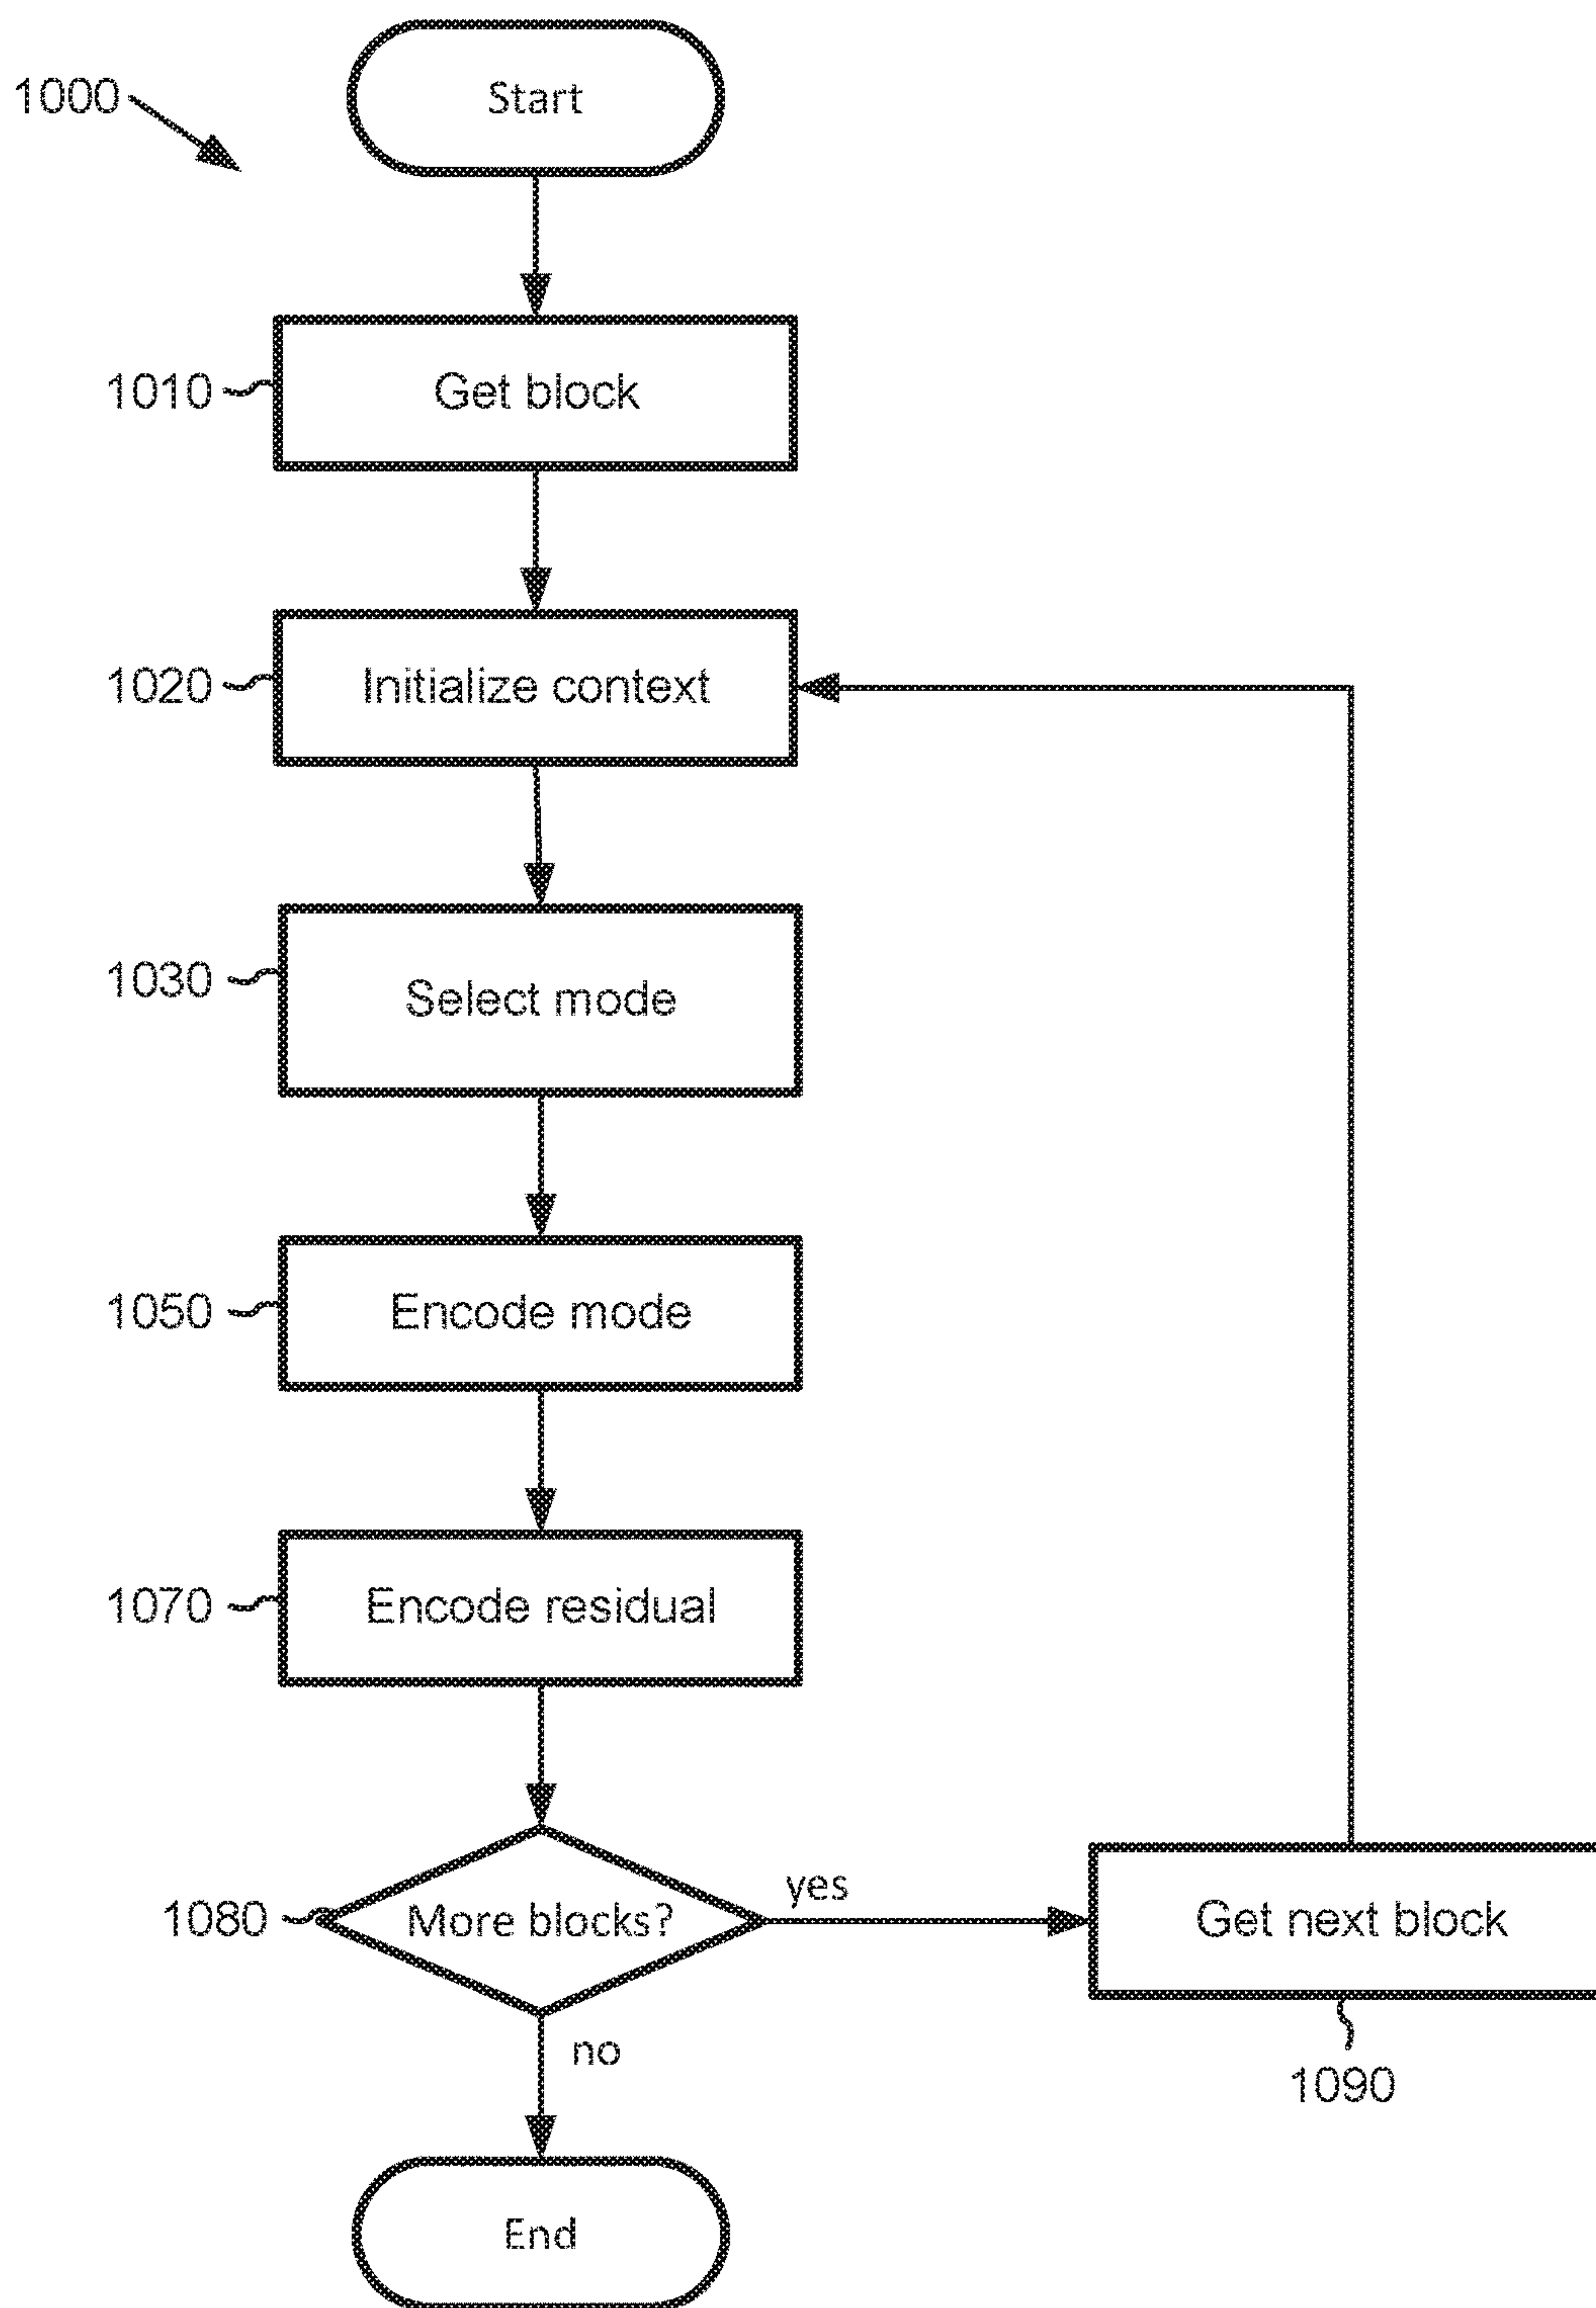 1000
Start
1010
Get block
1020
Initialize context
1030
Select mode
1050
Encode mode
1070
Encode residual
1080
More blocks?
yes
Get next block
no
1090
End